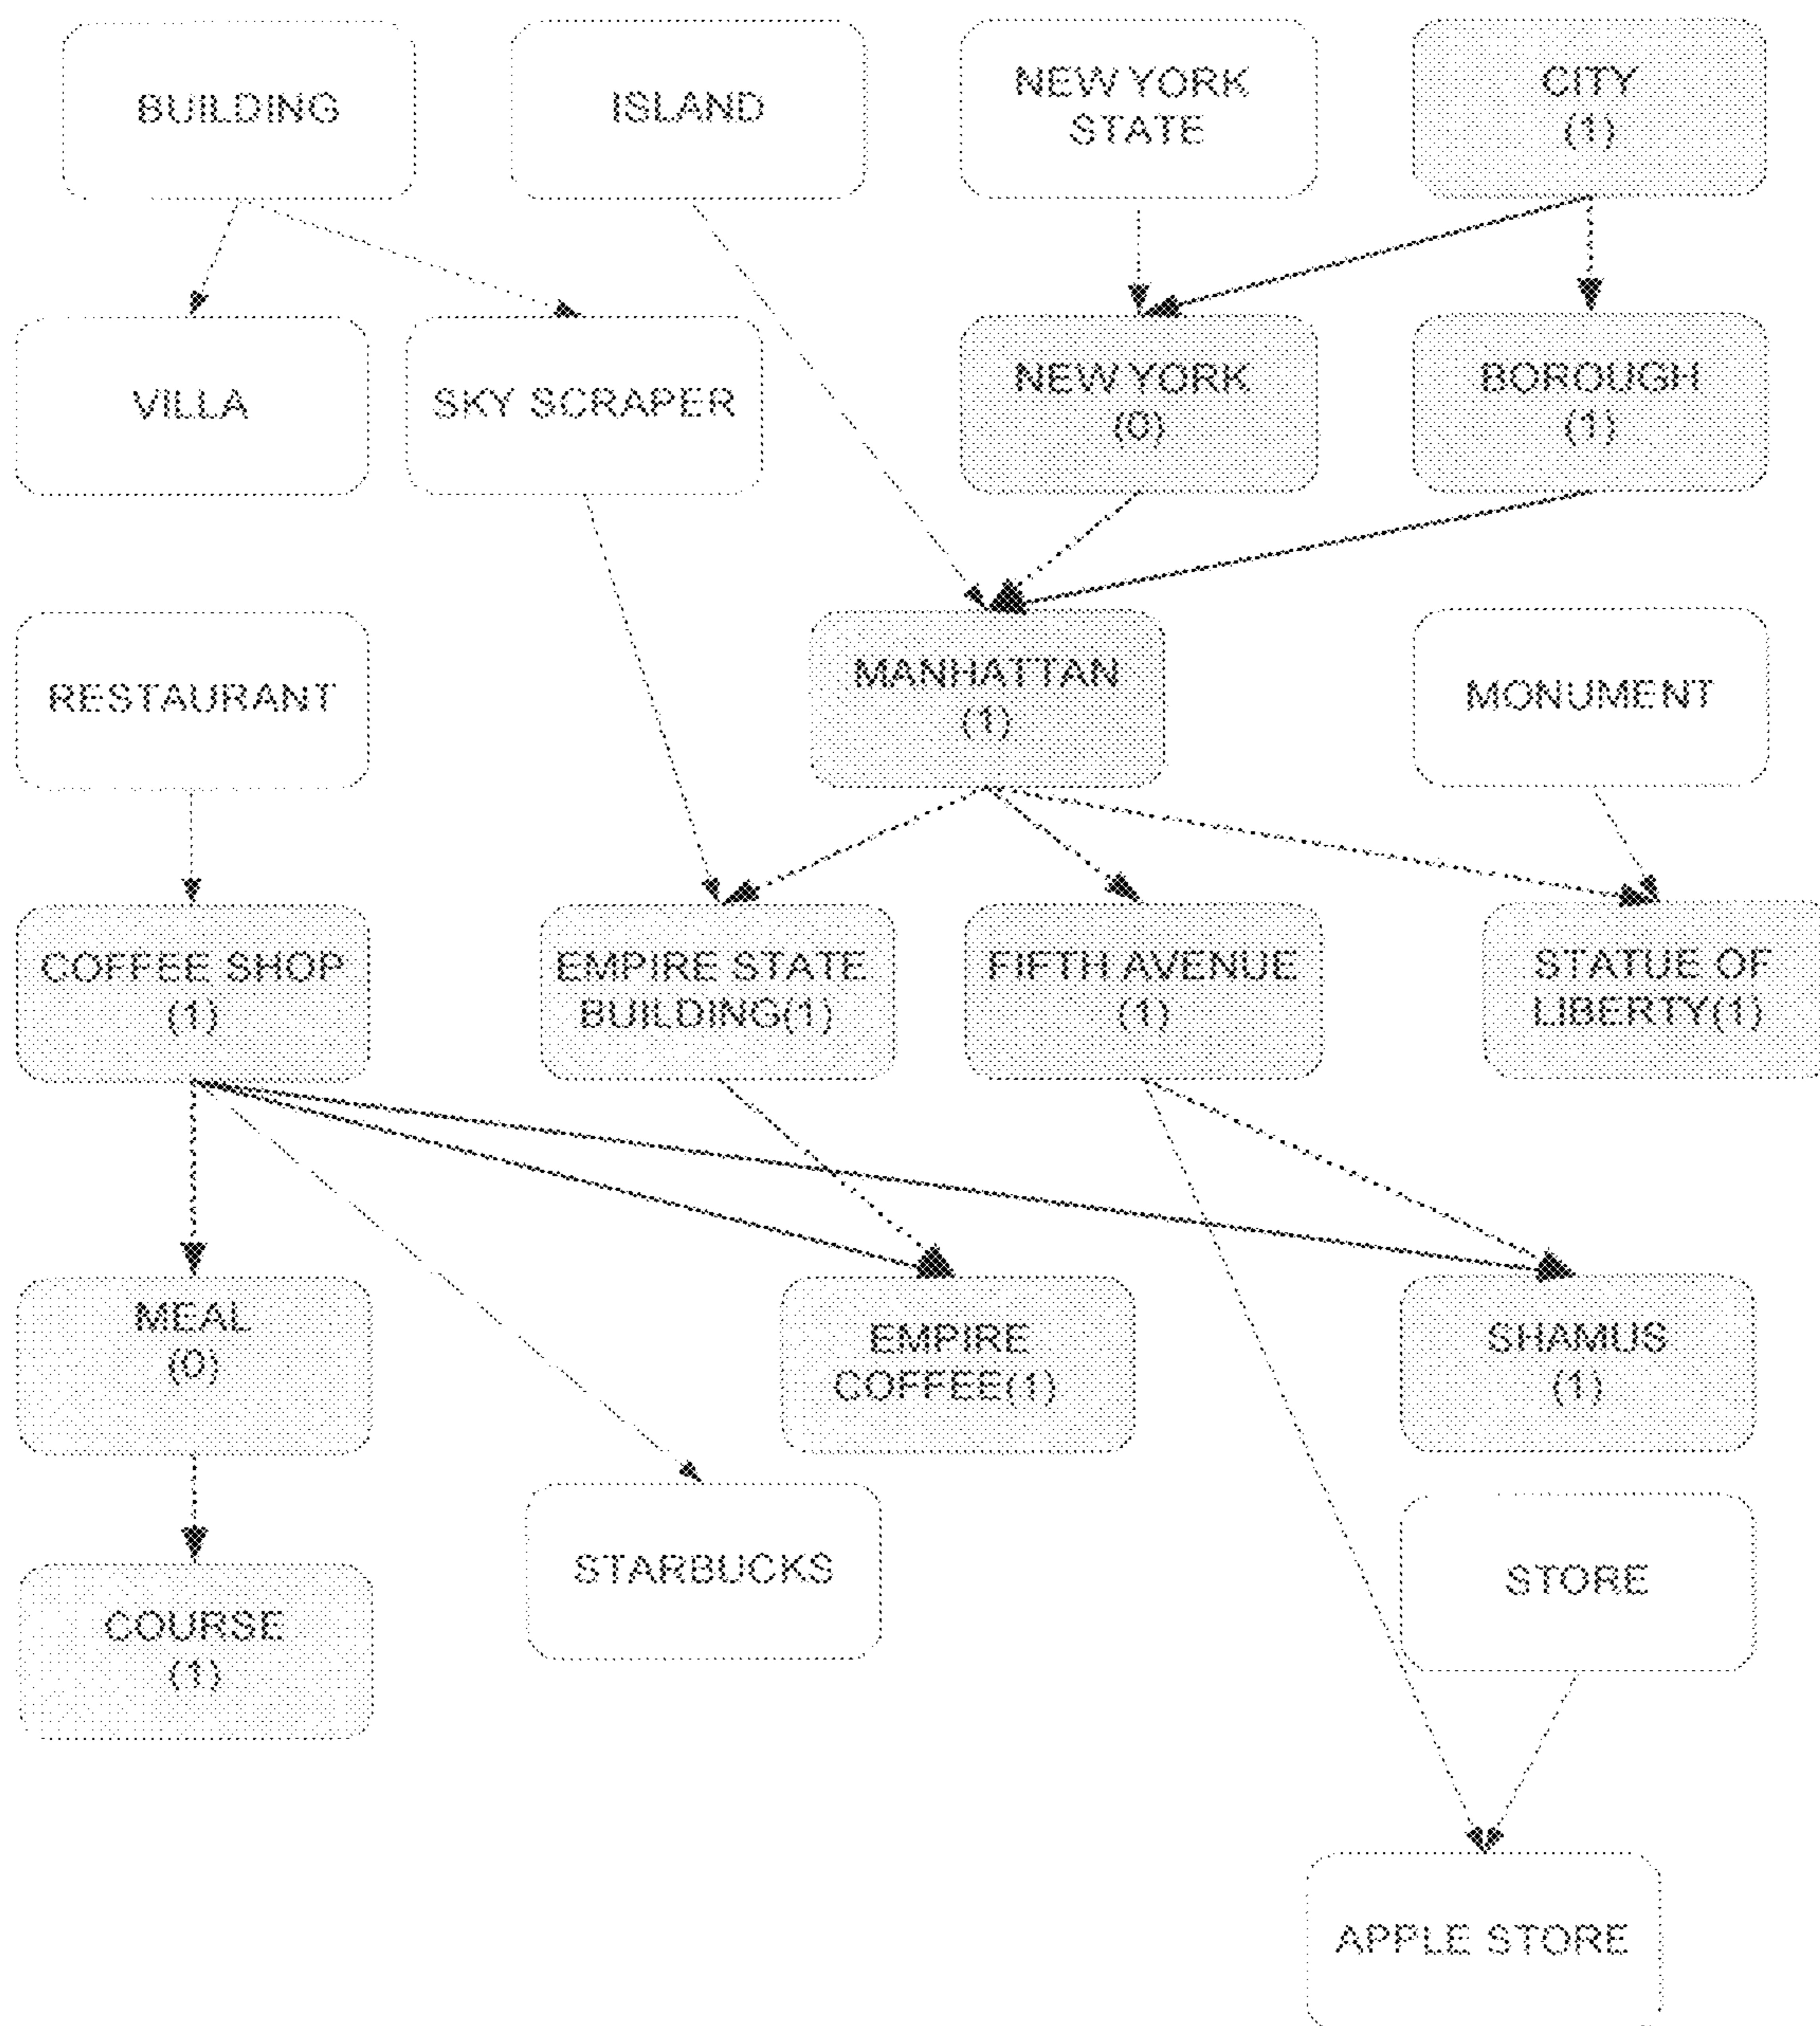 BUILDING
ISLAND
NEW YORK
STATE
CITY
(1)
VILLA
SKY SCRAPER
NEW YORK
(0)
BOROUGH
(1)
RESTAURANT
MANHATTAN
(1)
MONUMENT
COFFEE SHOP
(1)
EMPIRE STATE
BUILDING(1)
FIFTH AVENUE
(1)
STATUE OF
LIBERTY(1)
MEAL
(0)
EMPIRE
COFFEE(1)
SHAMUS
(1)
STARBUCKS
STORE
COURSE
(1)
APPLE STORE